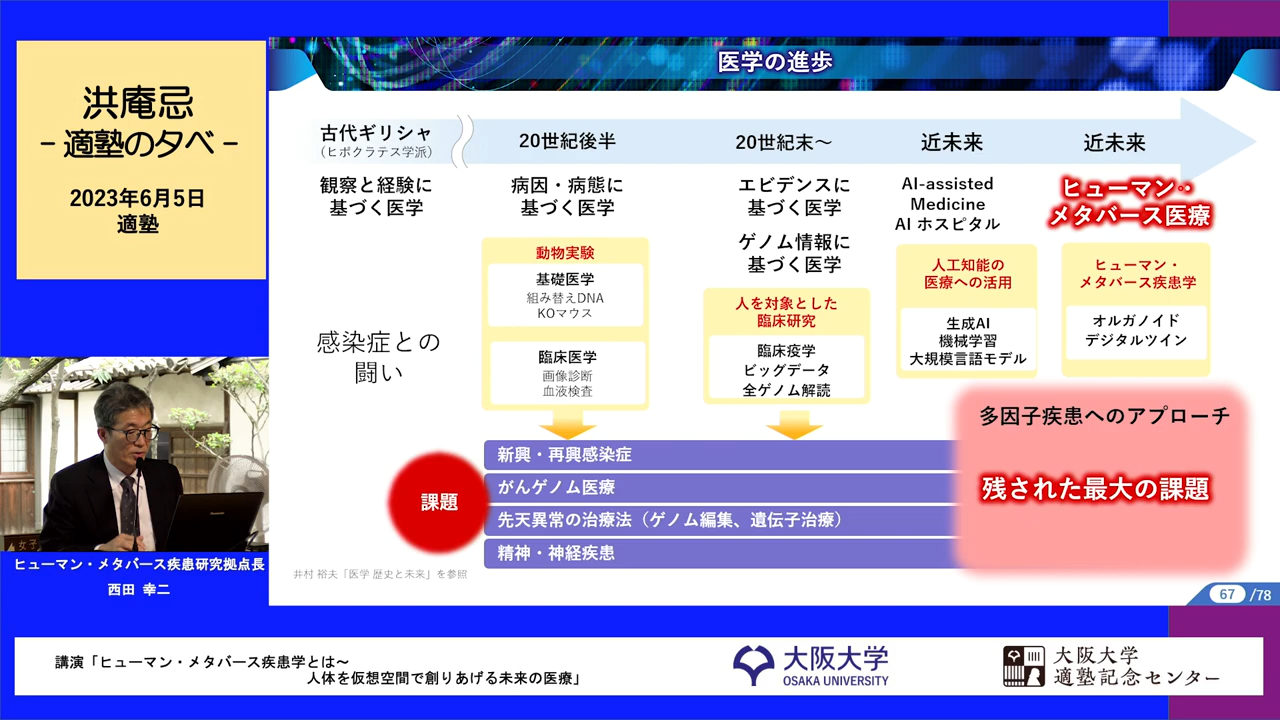 洪庵忌
- 適塾の夕べ -
2023年6月5日
適塾
医学の進歩
古代ギリシャ
（ヒポクラテス学派）
20世紀後半
20世紀末～
近未来
近未来
観察と経験に
基づく医学
病因・病態に
基づく医学
エビデンスに
基づく医学
ゲノム情報に
基づく医学
AI-assisted
Medicine
AI ホスピタル
ヒューマン・
メタバース医療
感染症との
闘い
動物実験
基礎医学
組み替えDNA
KOマウス
臨床医学
画像診断
血液検査
人を対象とした
臨床研究
臨床疫学
ビッグデータ
全ゲノム解読
人工知能の
医療への活用
生成AI
機械学習
大規模言語モデル
ヒューマン・
メタバース疾患学
オルガノイド
デジタルツイン
課題
新興・再興感染症
がんゲノム医療
先天異常の治療法（ゲノム編集、遺伝子治療）
精神・神経疾患
多因子疾患へのアプローチ
残された最大の課題
井村 裕夫「医学 歴史と未来」を参照
67 /78
女子
ヒューマン・メタバース疾患研究拠点長
西田 幸二
講演「ヒューマン・メタバース疾患学とは～
人体を仮想空間で創りあげる未来の医療」
大阪大学
OSAKA UNIVERSITY
大阪大学
適塾記念センター